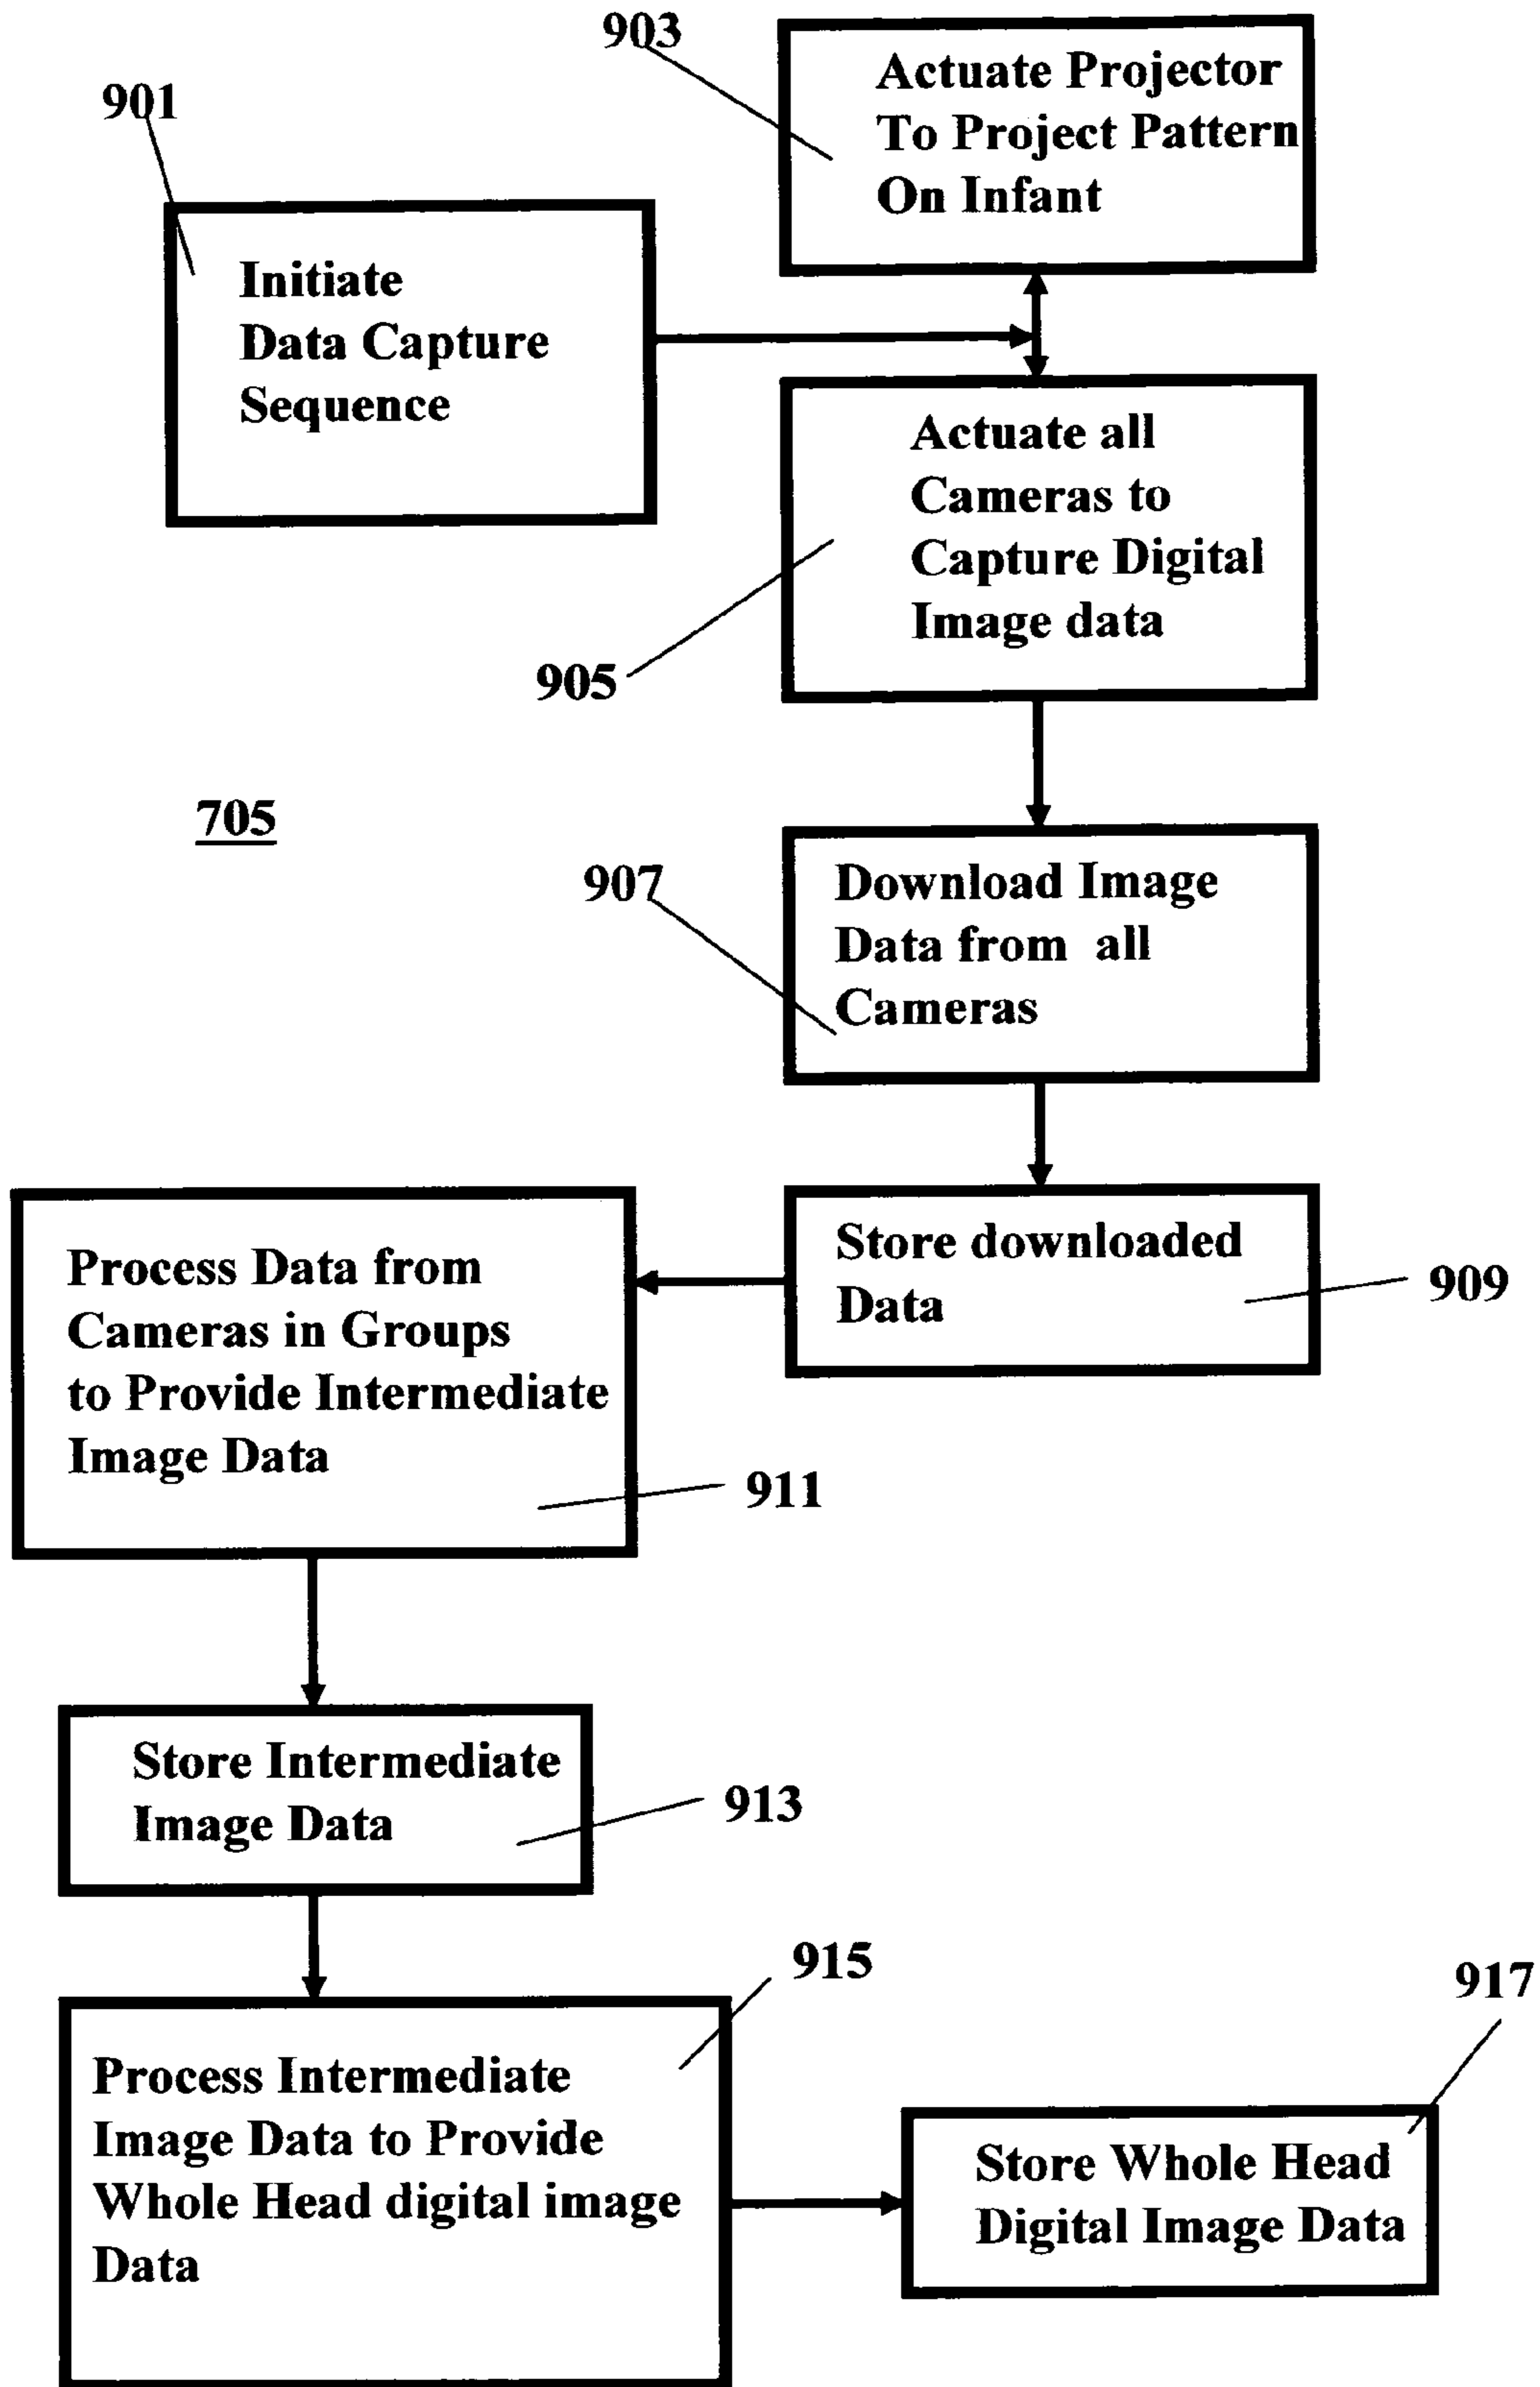 903
Actuate Projector
To Project Pattern
On Infant
901
Initiate
Data Capture
Sequence
Actuate all
Cameras to
Capture Digital
Image data
905
705
907
Download Image
Data from all
Cameras
Store downloaded
Data
909
Process Data from
Cameras in Groups
to Provide Intermediate
Image Data
911
Store Intermediate
Image Data
913
915
Process Intermediate
Image Data to Provide
Whole Head digital image
Data
917
Store Whole Head
Digital Image Data